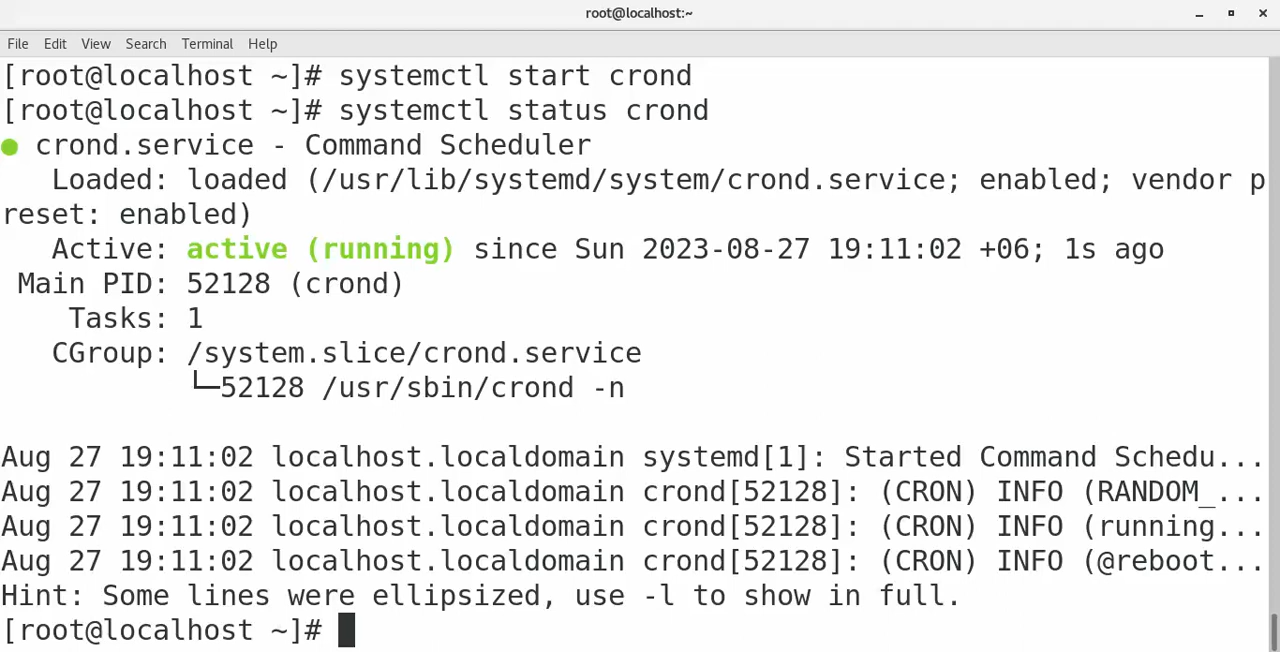 root@localhost:~
File Edit View Search Terminal Help
[root@localhost ~]# systemctl start crond
[root@localhost ~]# systemctl status crond
● crond.service - Command Scheduler
   Loaded: loaded (/usr/lib/systemd/system/crond.service; enabled; vendor p
reset: enabled)
   Active: active (running) since Sun 2023-08-27 19:11:02 +06; 1s ago
 Main PID: 52128 (crond)
    Tasks: 1
   CGroup: /system.slice/crond.service
           └─52128 /usr/sbin/crond -n
Aug 27 19:11:02 localhost.localdomain systemd[1]: Started Command Schedu...
Aug 27 19:11:02 localhost.localdomain crond[52128]: (CRON) INFO (RANDOM_...
Aug 27 19:11:02 localhost.localdomain crond[52128]: (CRON) INFO (running...
Aug 27 19:11:02 localhost.localdomain crond[52128]: (CRON) INFO (@reboot...
Hint: Some lines were ellipsized, use -l to show in full.
[root@localhost ~]#